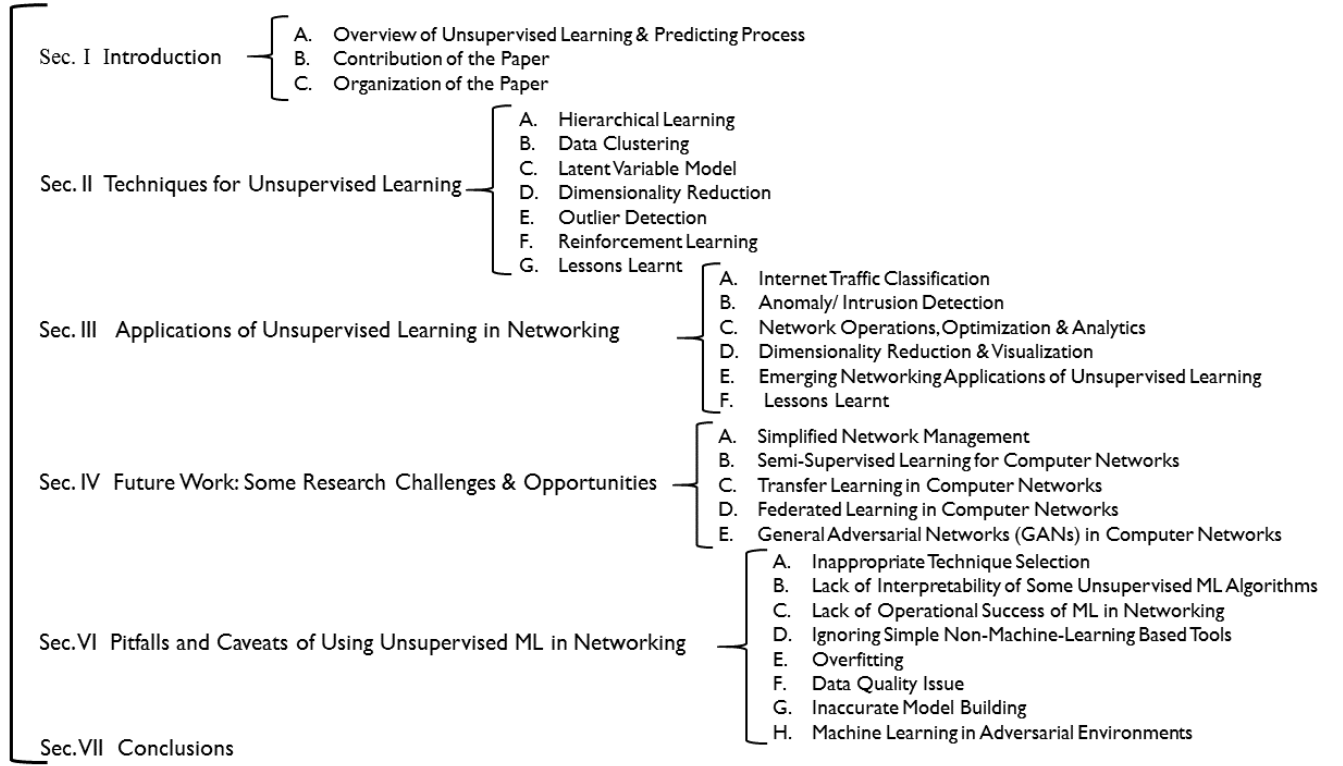 Sec. I Introduction
A. Overview of Unsupervised Learning & Predicting Process
B. Contribution of the Paper
C. Organization of the Paper
Sec. II Techniques for Unsupervised Learning
A. Hierarchical Learning
B. Data Clustering
C. Latent Variable Model
D. Dimensionality Reduction
E. Outlier Detection
F. Reinforcement Learning
G. Lessons Learnt
Sec. III Applications of Unsupervised Learning in Networking
A. Internet Traffic Classification
B. Anomaly/ Intrusion Detection
C. Network Operations, Optimization & Analytics
D. Dimensionality Reduction & Visualization
E. Emerging Networking Applications of Unsupervised Learning
F. Lessons Learnt
Sec. IV Future Work: Some Research Challenges & Opportunities
A. Simplified Network Management
B. Semi-Supervised Learning for Computer Networks
C. Transfer Learning in Computer Networks
D. Federated Learning in Computer Networks
E. General Adversarial Networks (GANs) in Computer Networks
Sec. VI Pitfalls and Caveats of Using Unsupervised ML in Networking
A. Inappropriate Technique Selection
B. Lack of Interpretability of Some Unsupervised ML Algorithms
C. Lack of Operational Success of ML in Networking
D. Ignoring Simple Non-Machine-Learning Based Tools
E. Overfitting
F. Data Quality Issue
G. Inaccurate Model Building
H. Machine Learning in Adversarial Environments
Sec. VII Conclusions